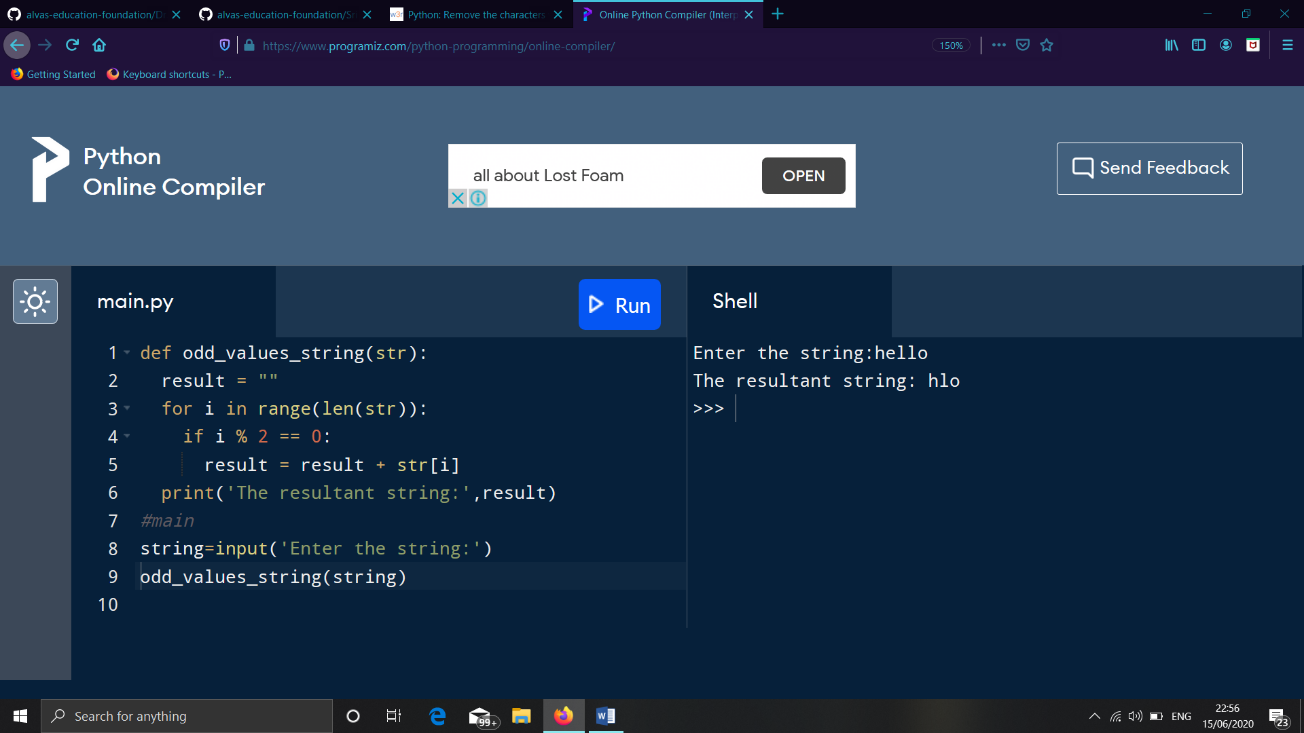 alvas-education-foundation/D
alvas-education-foundation/Sr
w3r Python: Remove the characters
Online Python Compiler (Interp
https://www.programiz.com/python-programming/online-compiler/
150%
Getting Started
Keyboard shortcuts - P...
Python
Online Compiler
all about Lost Foam
OPEN
Send Feedback
main.py
Run
Shell
1 def odd_values_string(str):
2 result = ""
3 for i in range(len(str)):
4 if i % 2 == 0:
5 result = result + str[i]
6 print('The resultant string:',result)
7 #main
8 string=input('Enter the string:')
9 odd_values_string(string)
10
Enter the string:hello
The resultant string: hlo
>>>
Search for anything
99+
ENG
22:56
15/06/2020
23